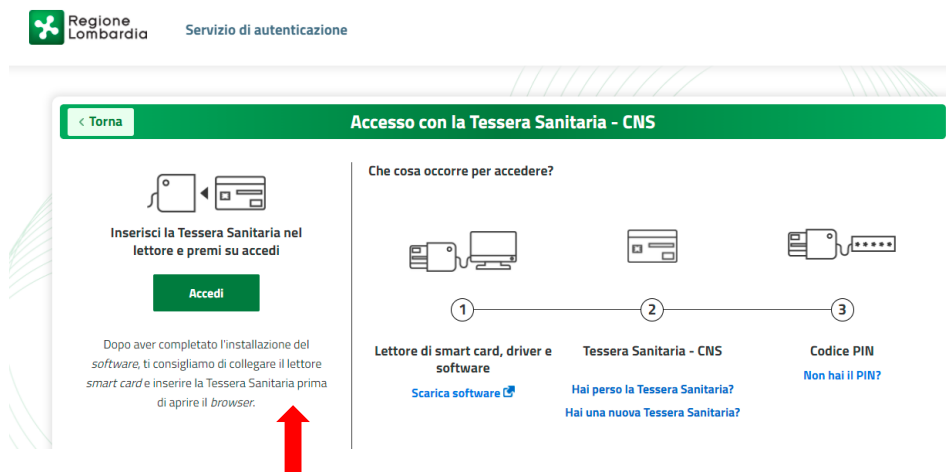 Regione
Lombardia
Servizio di autenticazione
< Torna
Accesso con la Tessera Sanitaria - CNS
Inserisci la Tessera Sanitaria nel
lettore e premi su accedi
Accedi
Dopo aver completato l'installazione del
software, ti consigliamo di collegare il lettore
smart card e inserire la Tessera Sanitaria prima
di aprire il browser.
Che cosa occorre per accedere?
*****
1
2
3
Lettore di smart card, driver e
software
Scarica software
Tessera Sanitaria - CNS
Hai perso la Tessera Sanitaria?
Hai una nuova Tessera Sanitaria?
Codice PIN
Non hai il PIN?